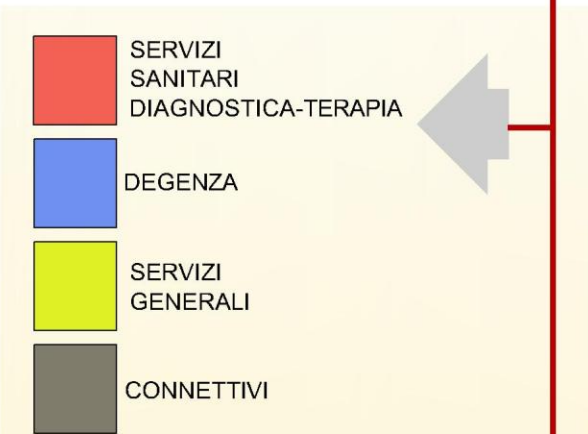 SERVIZI
SANITARI
DIAGNOSTICA-TERAPIA
DEGENZA
SERVIZI
GENERALI
CONNETTIVI